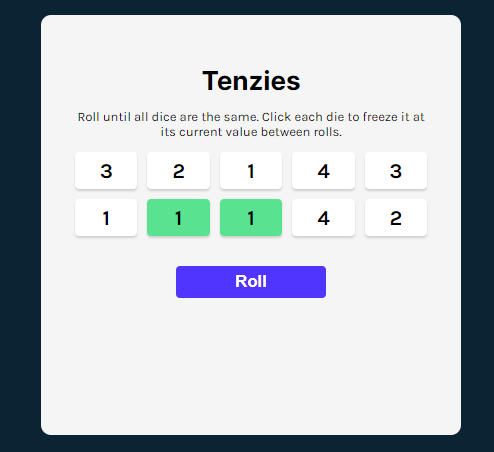 Tenzies
Roll until all dice are the same. Click each die to freeze it at
its current value between rolls.
3 2 1 4 3
1 1 1 4 2
Roll